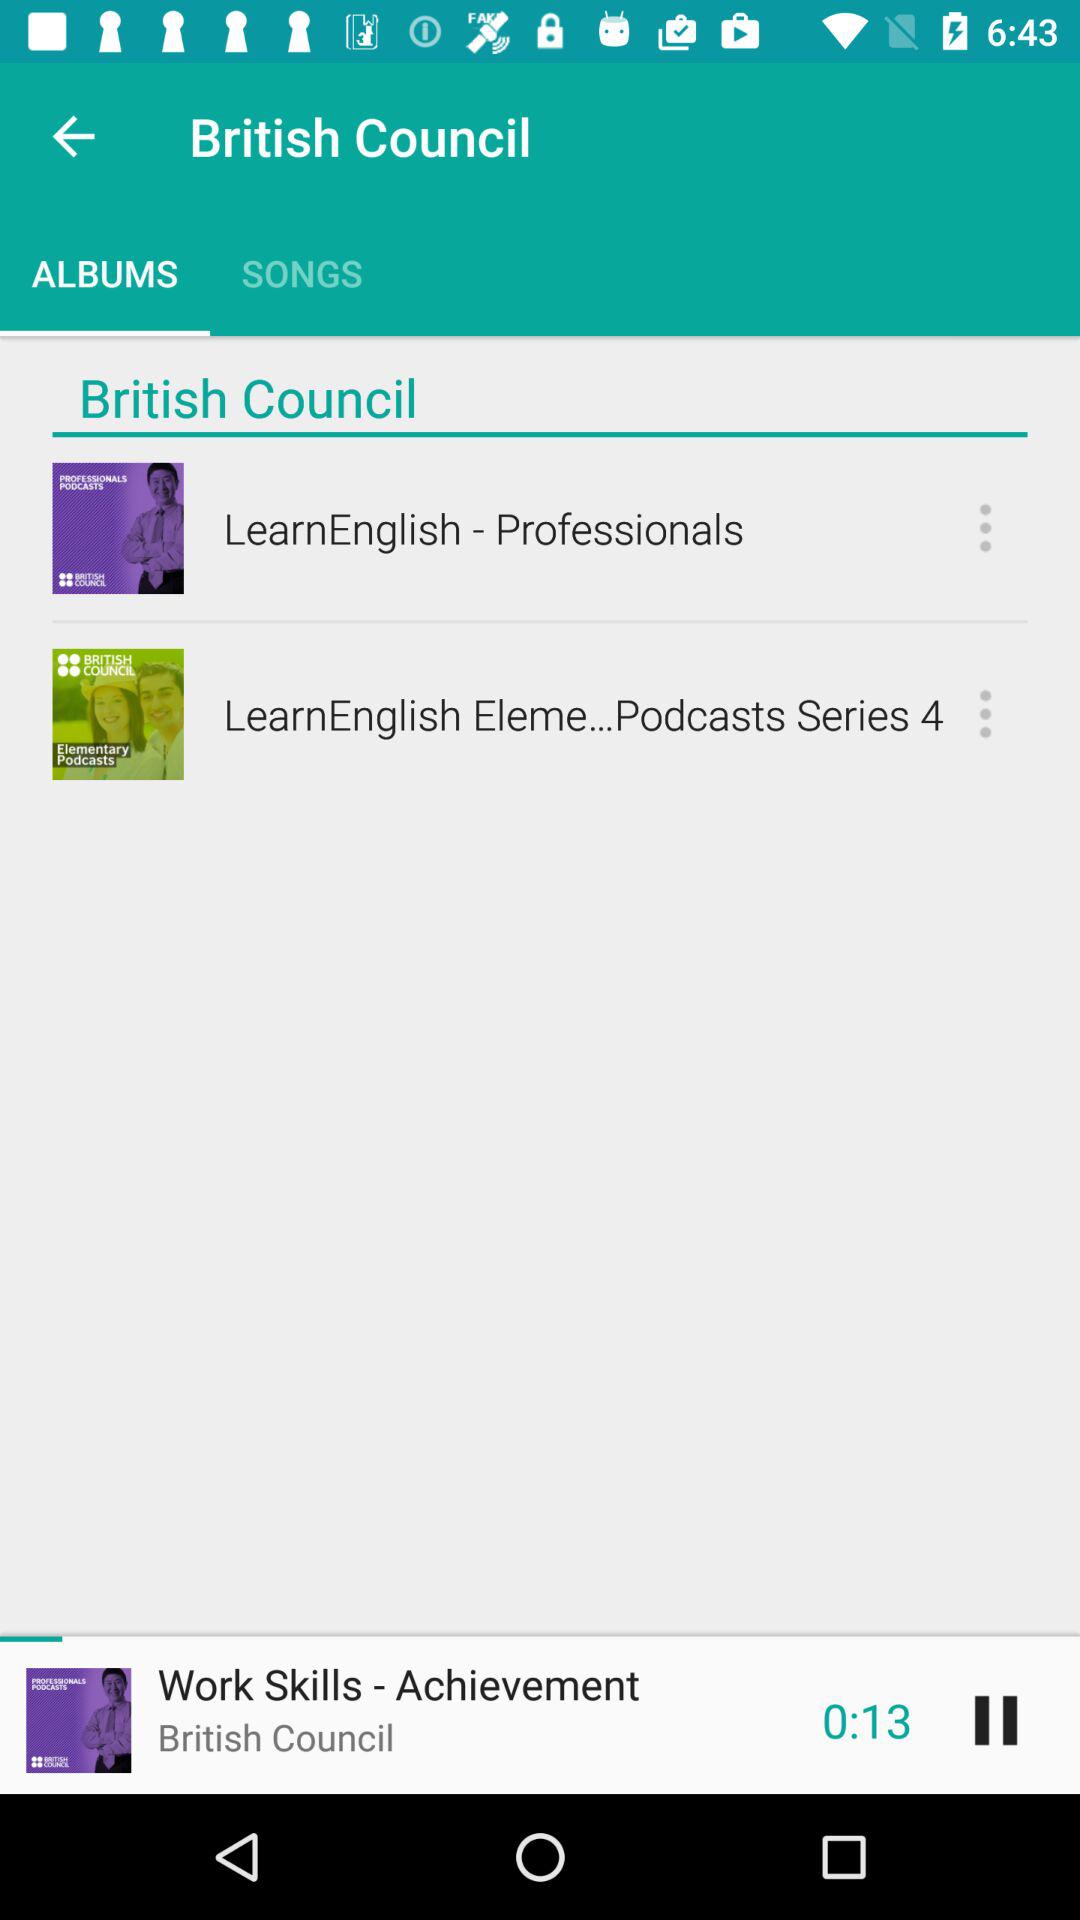 FAKE
6:43
British Council
ALBUMS SONGS
British Council
PROFESSIONALS
PODCASTS
BRITISH
COUNCIL
LearnEnglish - Professionals
BRITISH
COUNCIL
Elementary
Podcasts
LearnEnglish Eleme...Podcasts Series 4
PROFESSIONALS
PODCASTS
BRITISH
COUNCIL
Work Skills - Achievement
British Council
0:13